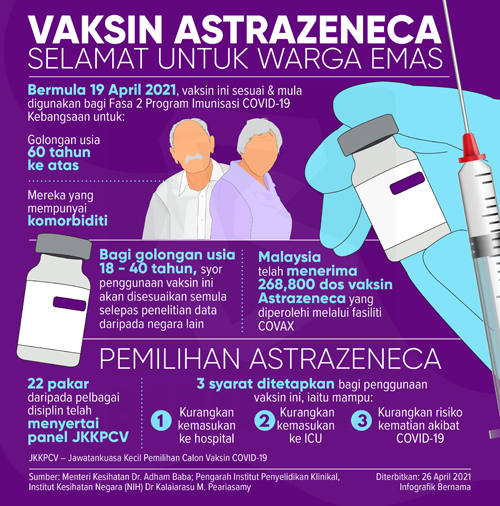 VAKSIN ASTRAZENECA
SELAMAT UNTUK WARGA EMAS
Bermula 19 April 2021, vaksin ini sesuai & mula
digunakan bagi Fasa 2 Program Imunisasi COVID-19
Kebangsaan untuk:
Golongan usia
60 tahun
ke atas
Mereka yang
mempunyai
komorbiditi
Bagi golongan usia
18 - 40 tahun, syor
penggunaan vaksin ini
akan disesuaikan semula
selepas penelitian data
daripada negara lain
Malaysia
telah menerima
268,800 dos vaksin
Astrazeneca yang
diperolehi melalui fasiliti
COVAX
PEMILIHAN ASTRAZENECA
22 pakar
daripada pelbagai
disiplin telah
menyertai
panel JKKPCV
3 syarat ditetapkan bagi penggunaan
vaksin ini, iaitu mampu:
1 Kurangkan
kemasukan
ke hospital
2 Kurangkan
kemasukan
ke ICU
3 Kurangkan risiko
kematian akibat
COVID-19
JKKPCV – Jawatankuasa Kecil Pemilihan Calon Vaksin COVID-19
Sumber: Menteri Kesihatan Dr. Adham Baba; Pengarah Institut Penyelidikan Klinikal,
Institut Kesihatan Negara (NIH) Dr Kalaiarasu M. Peariasamy
Diterbitkan: 26 April 2021
Infografik Bernama